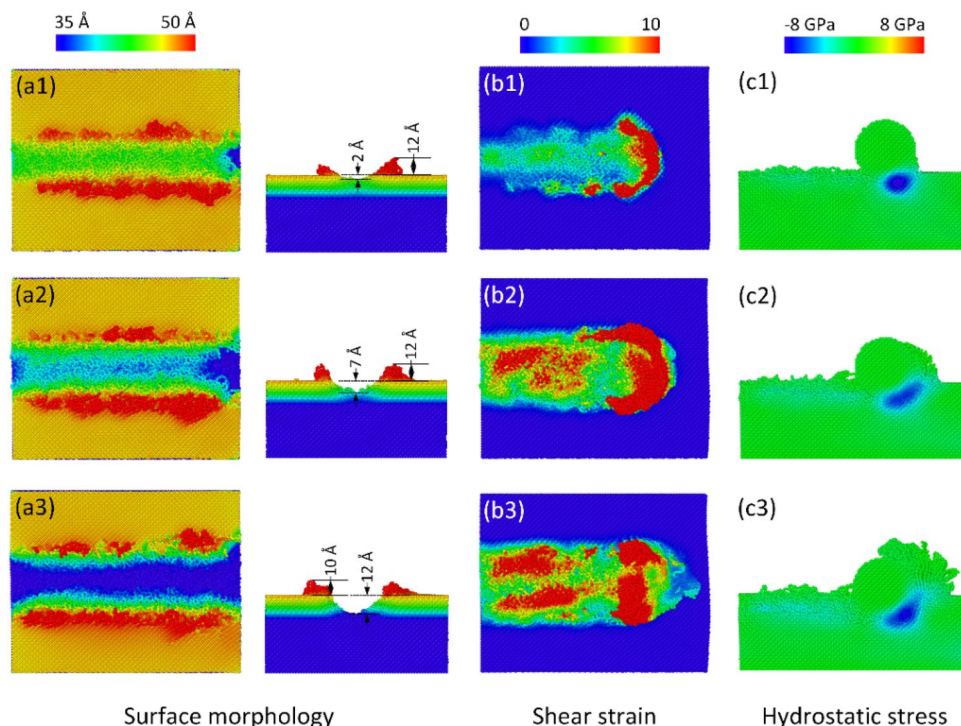 35 Å 50 Å 0 10 -8 GPa 8 GPa
(a1) (b1) (c1)
2 Å 12 Å
(a2) (b2) (c2)
7 Å 12 Å
(a3) (b3) (c3)
10 Å 12 Å
Surface morphology Shear strain Hydrostatic stress